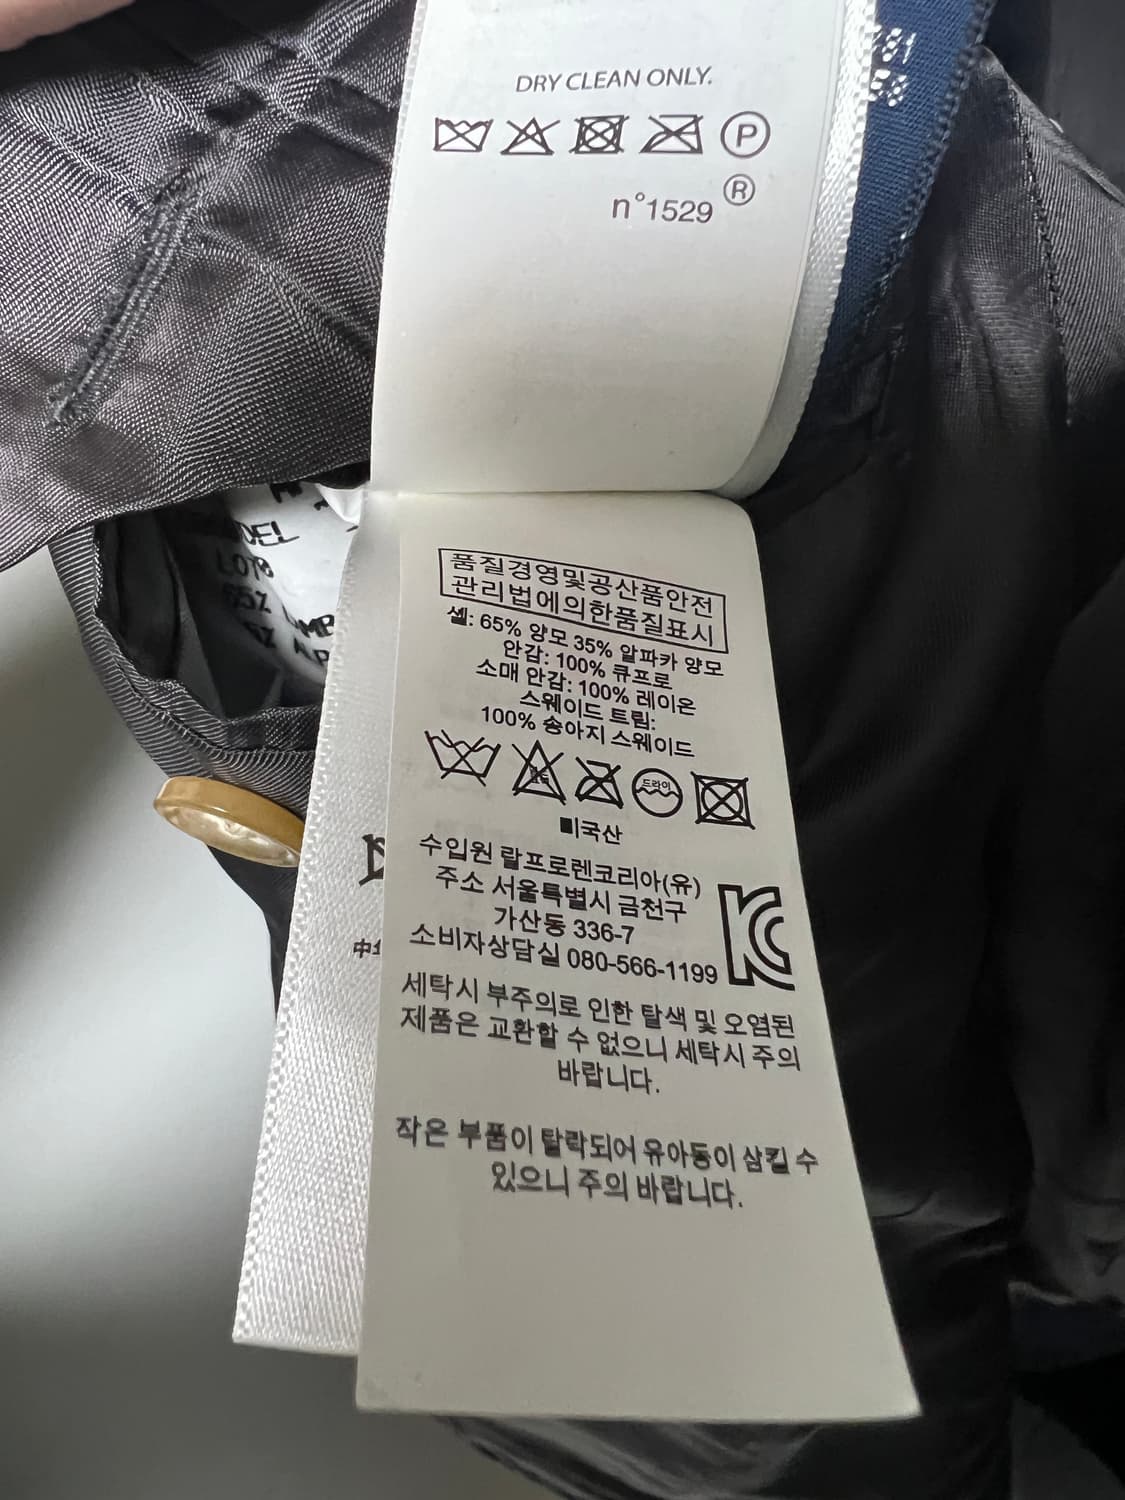 DRY CLEAN ONLY.
P
n°1529 ®
품질경영및공산품안전
관리법에의한품질표시
셸: 65% 양모 35% 알파카 양모
안감: 100% 큐프로
소매 안감: 100% 레이온
스웨이드 트림:
100% 송아지 스웨이드
드라이
미국산
수입원 랄프로렌코리아(유)
주소 서울특별시 금천구
가산동 336-7
소비자상담실 080-566-1199
세탁시 부주의로 인한 탈색 및 오염된
제품은 교환할 수 없으니 세탁시 주의
바랍니다.
작은 부품이 탈락되어 유아동이 삼킬 수
있으니 주의 바랍니다.